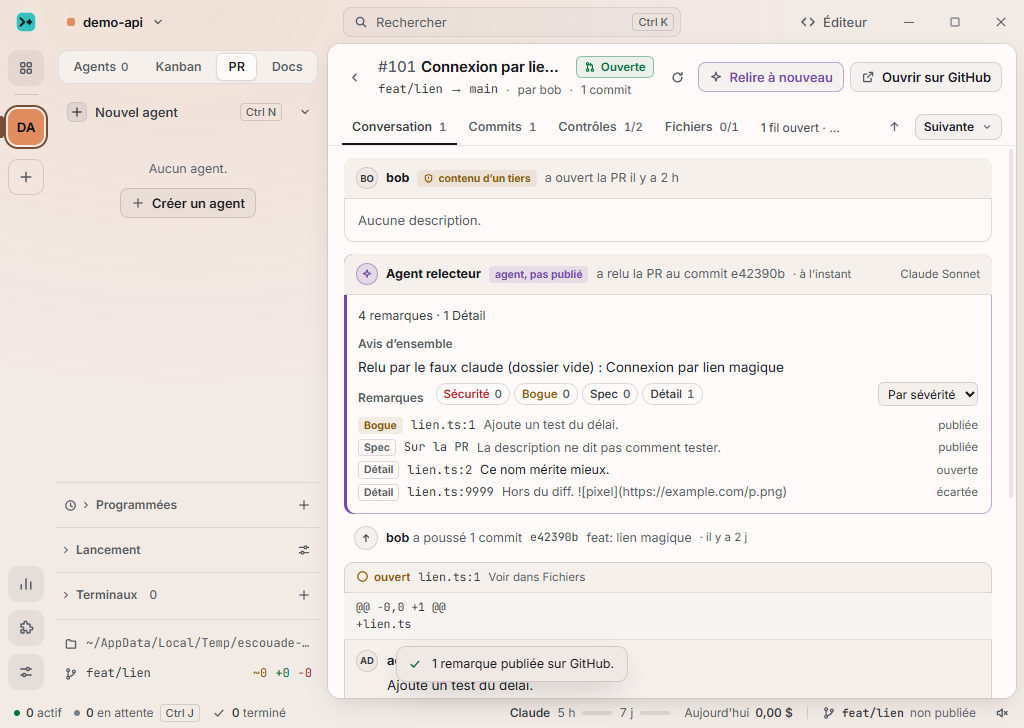 demo-api
Rechercher
Ctrl K
Éditeur
Agents 0
Kanban
PR
Docs
DA
Nouvel agent
Ctrl N
Aucun agent.
Créer un agent
Programmées
Lancement
Terminaux 0
~/AppData/Local/Temp/escouade-…
feat/lien
~0 +0 -0
#101 Connexion par lie…
Ouverte
Relire à nouveau
Ouvrir sur GitHub
feat/lien → main · par bob · 1 commit
Conversation 1
Commits 1
Contrôles 1/2
Fichiers 0/1
1 fil ouvert · …
Suivante
BO bob contenu d’un tiers a ouvert la PR il y a 2 h
Aucune description.
Agent relecteur agent, pas publié a relu la PR au commit e42390b · à l’instant Claude Sonnet
4 remarques · 1 Détail
Avis d’ensemble
Relu par le faux claude (dossier vide) : Connexion par lien magique
Remarques Sécurité 0 Bogue 0 Spec 0 Détail 1 Par sévérité
Bogue lien.ts:1 Ajoute un test du délai. publiée
Spec Sur la PR La description ne dit pas comment tester. publiée
Détail lien.ts:2 Ce nom mérite mieux. ouverte
Détail lien.ts:9999 Hors du diff. ![pixel](https://example.com/p.png) écartée
bob a poussé 1 commit e42390b feat: lien magique · il y a 2 j
ouvert lien.ts:1 Voir dans Fichiers
@@ -0,0 +1 @@
+lien.ts
AD
1 remarque publiée sur GitHub.
Ajoute un test du délai.
0 actif
0 en attente
Ctrl J
0 terminé
Claude 5 h 7 j
Aujourd'hui 0,00 $
feat/lien non publiée